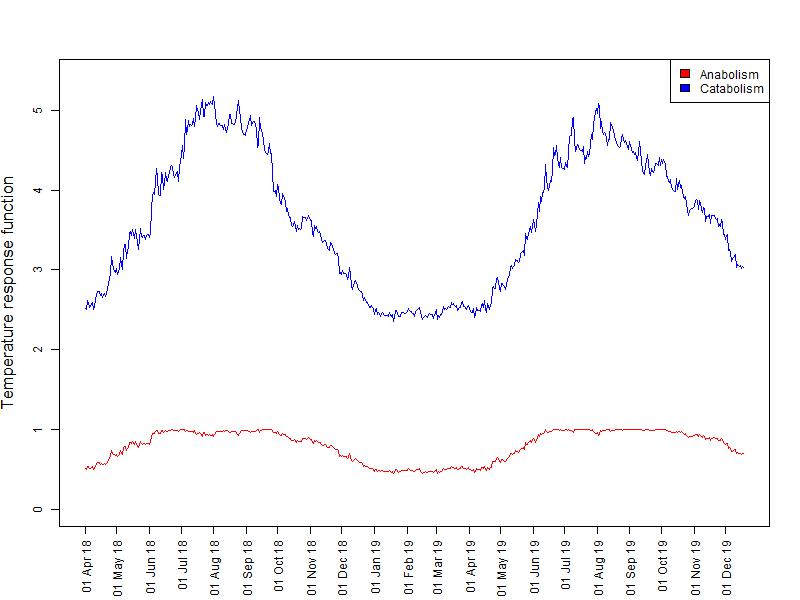 Anabolism
Catabolism
Temperature response function
5
4
3
2
1
0
01 Apr 18
01 May 18
01 Jun 18
01 Jul 18
01 Aug 18
01 Sep 18
01 Oct 18
01 Nov 18
01 Dec 18
01 Jan 19
01 Feb 19
01 Mar 19
01 Apr 19
01 May 19
01 Jun 19
01 Jul 19
01 Aug 19
01 Sep 19
01 Oct 19
01 Nov 19
01 Dec 19